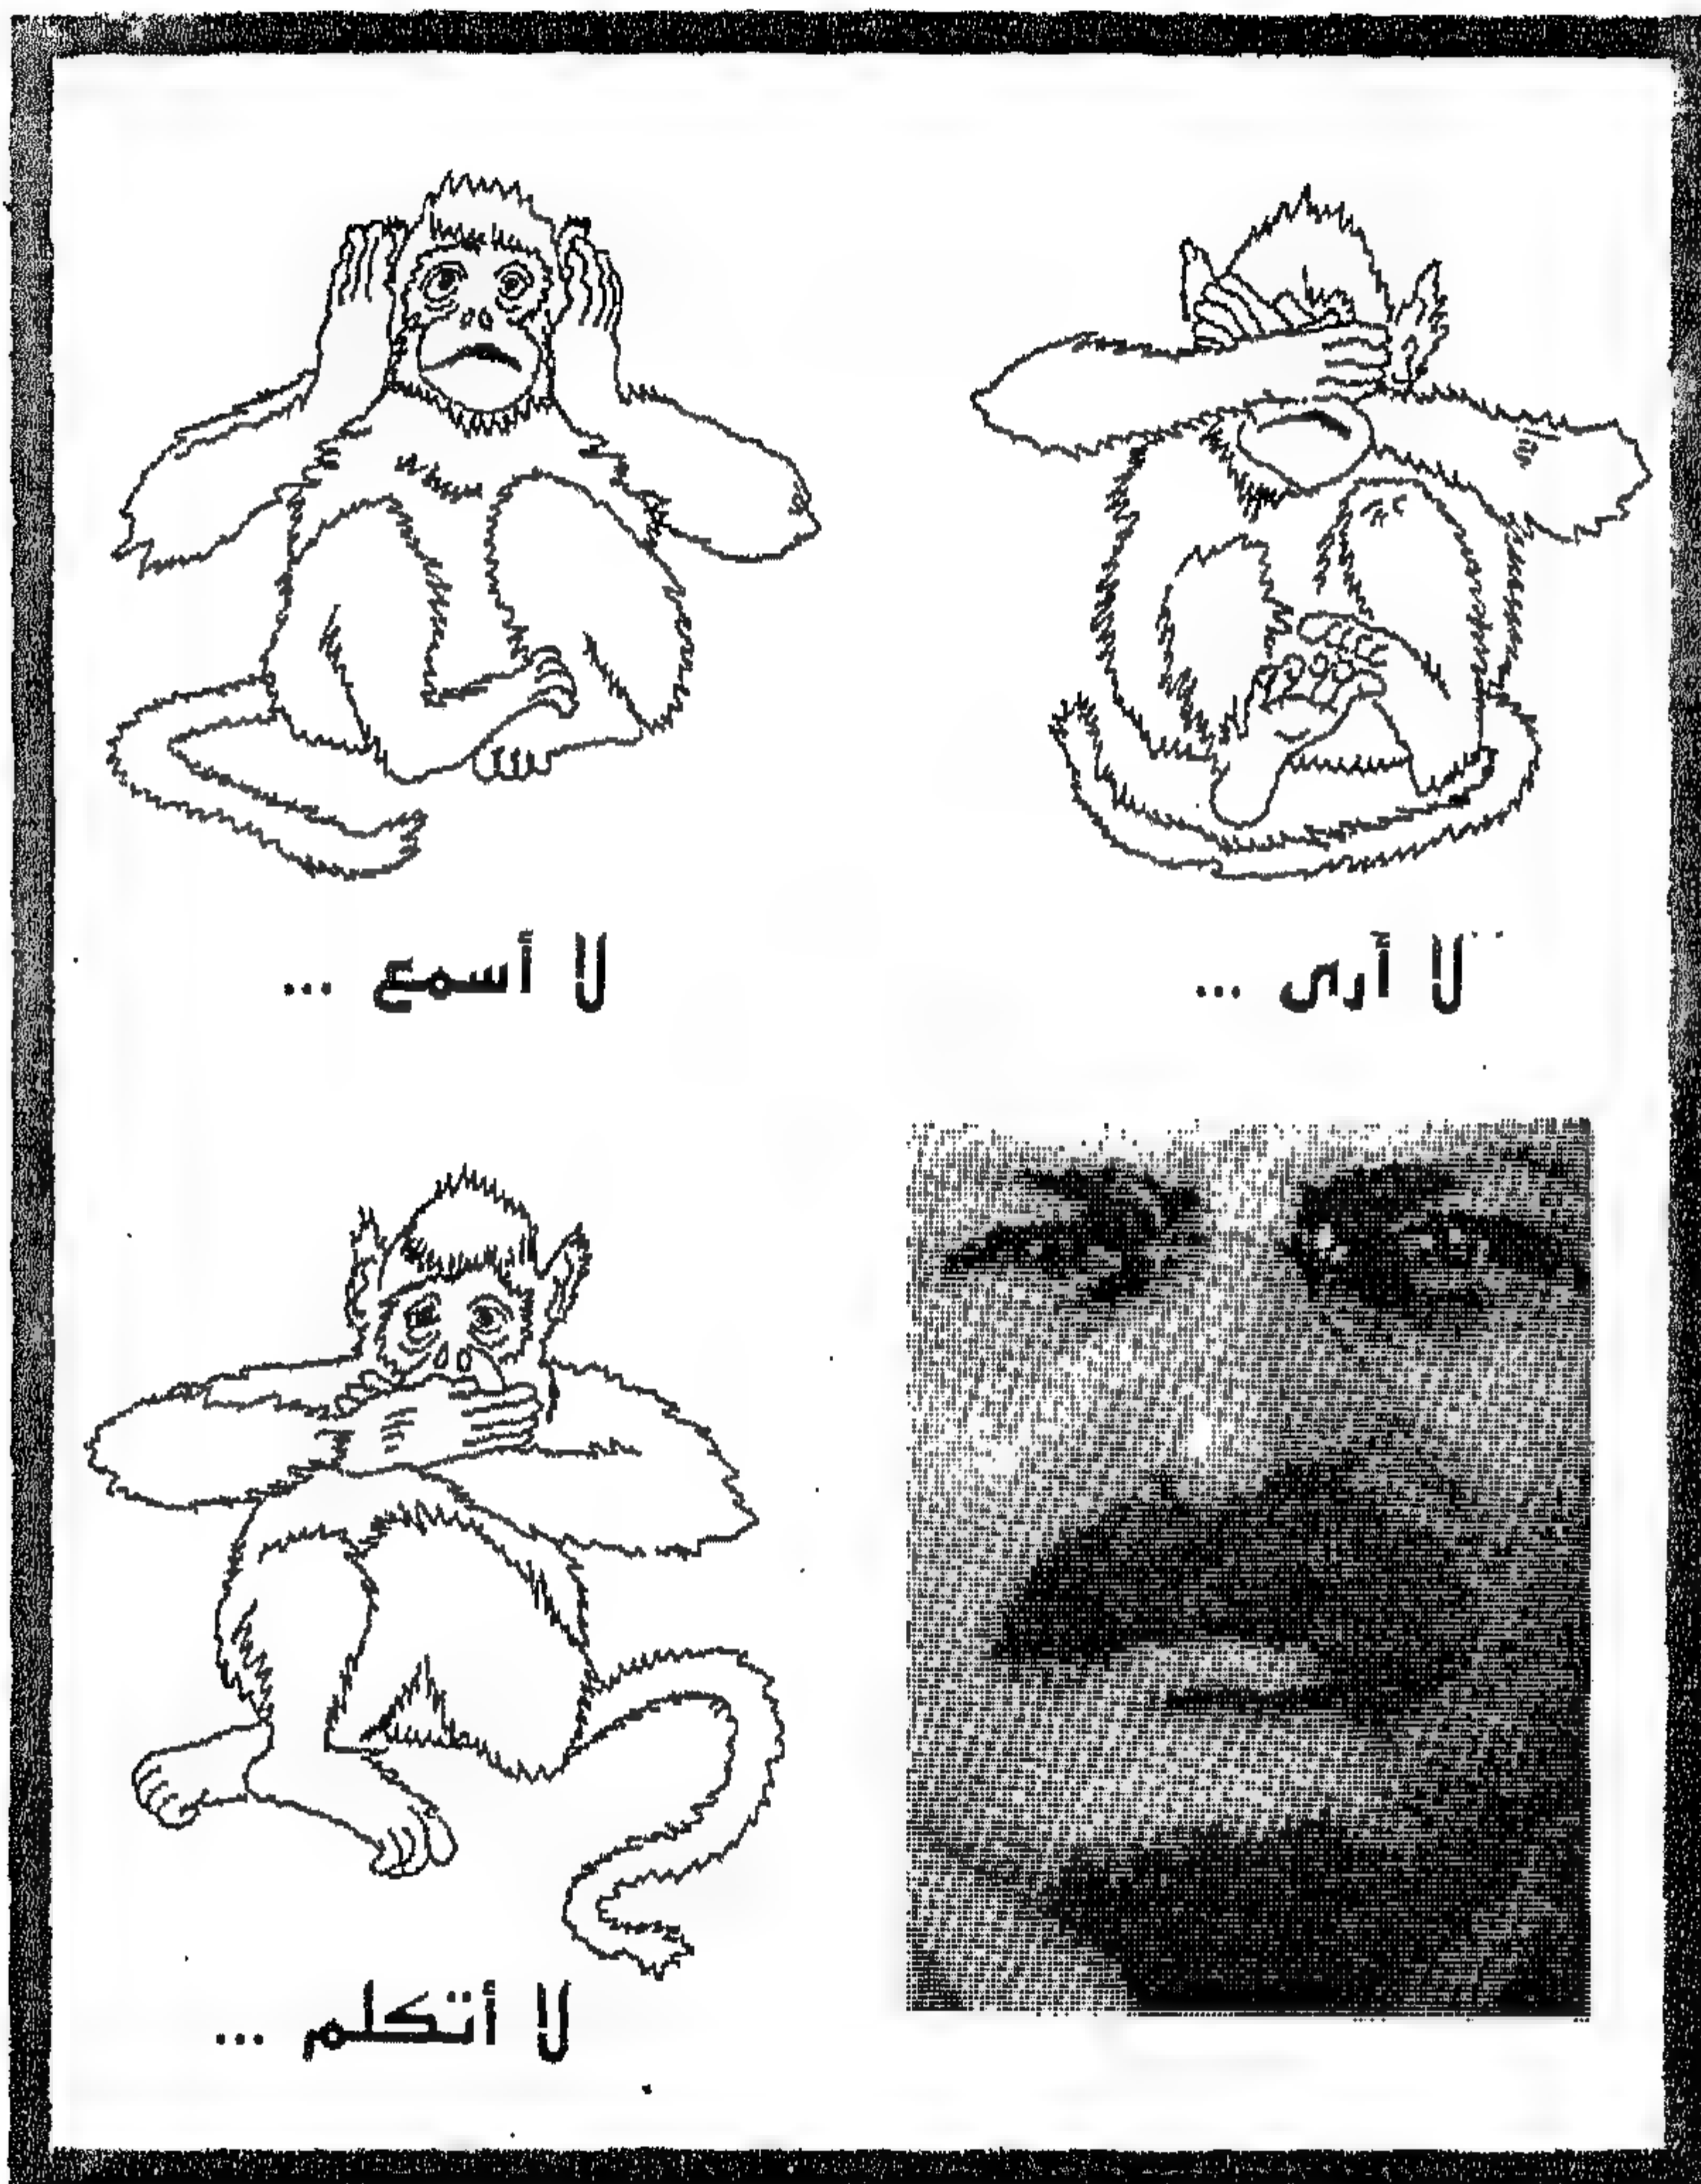 لا أرى ...
لا أسمع ...
لا أتكلم ...